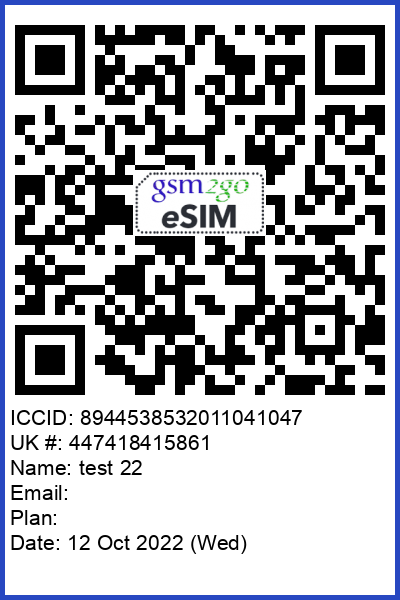 gsm2go
eSIM
ICCID: 8944538532011041047
UK #: 447418415861
Name: test 22
Email:
Plan:
Date: 12 Oct 2022 (Wed)